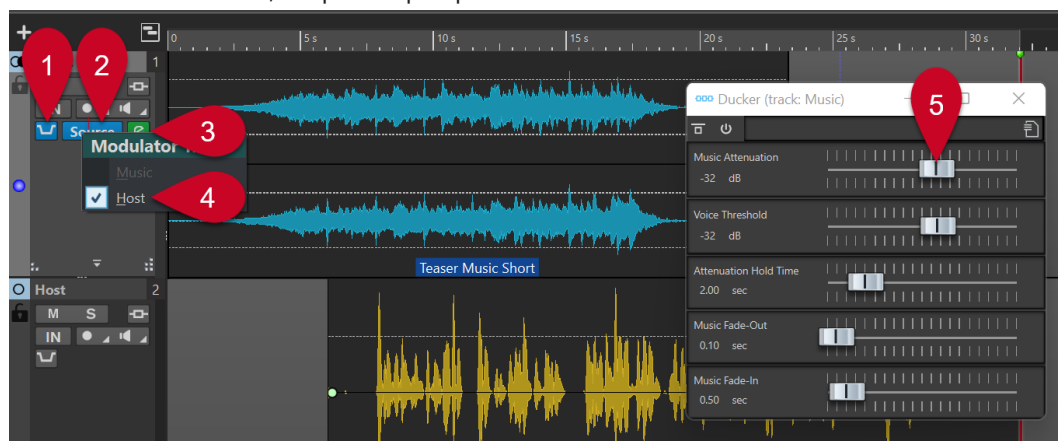 0 5 s 10 s 15 s 20 s 25 s 30 s
1 2 1
IN
Source e 3
Modulator
Music
Host 4
Teaser Music Short
Host 2
M S
IN
Ducker (track: Music) 5
Music Attenuation
-32 dB
Voice Threshold
-32 dB
Attenuation Hold Time
2.00 sec
Music Fade-Out
0.10 sec
Music Fade-In
0.50 sec